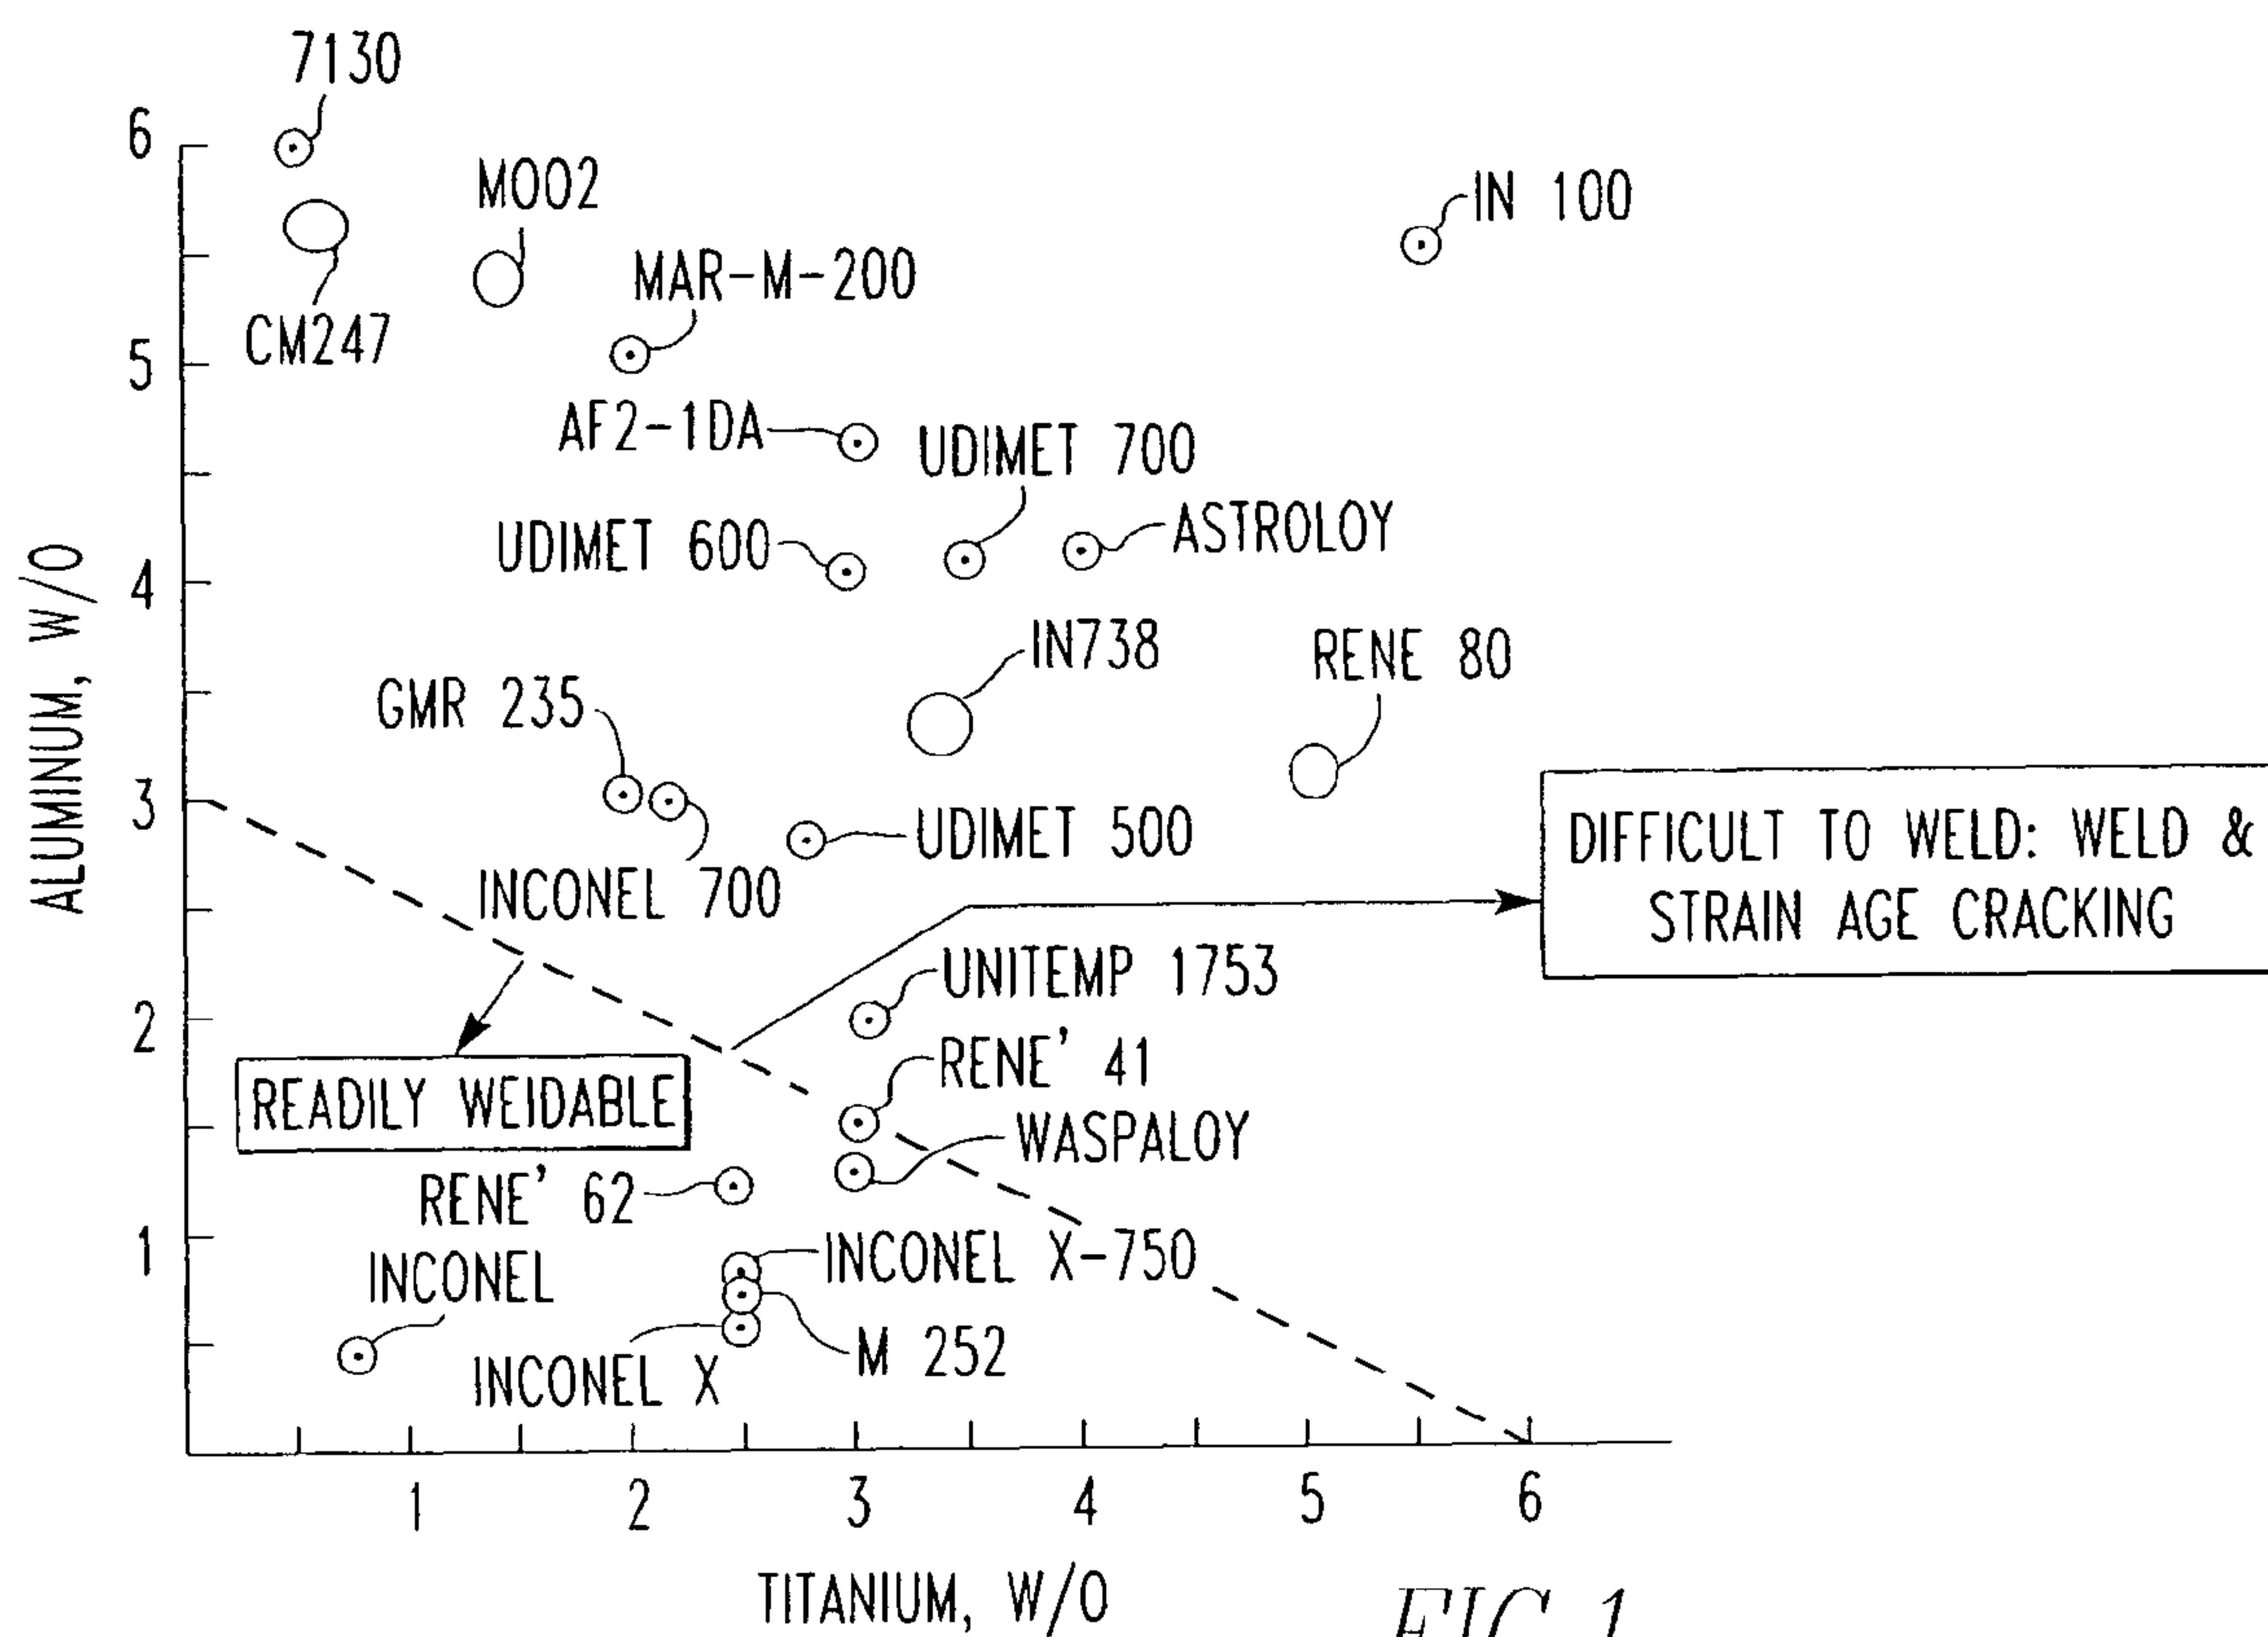 7130
6
M002
IN 100
MAR-M-200
CM247
5
AF2-1DA
UDIMET 700
ASTROLOY
UDIMET 600
4
IN738
RENE 80
GMR 235
ALUMINUM, W/O
3
UDIMET 500
DIFFICULT TO WELD: WELD &
STRAIN AGE CRACKING
INCONEL 700
UNITEMP 1753
2
RENE' 41
READILY WEIDABLE
WASPALOY
RENE' 62
1
INCONEL X-750
INCONEL
M 252
INCONEL X
1 2 3 4 5 6
TITANIUM, W/O
FIG. 1